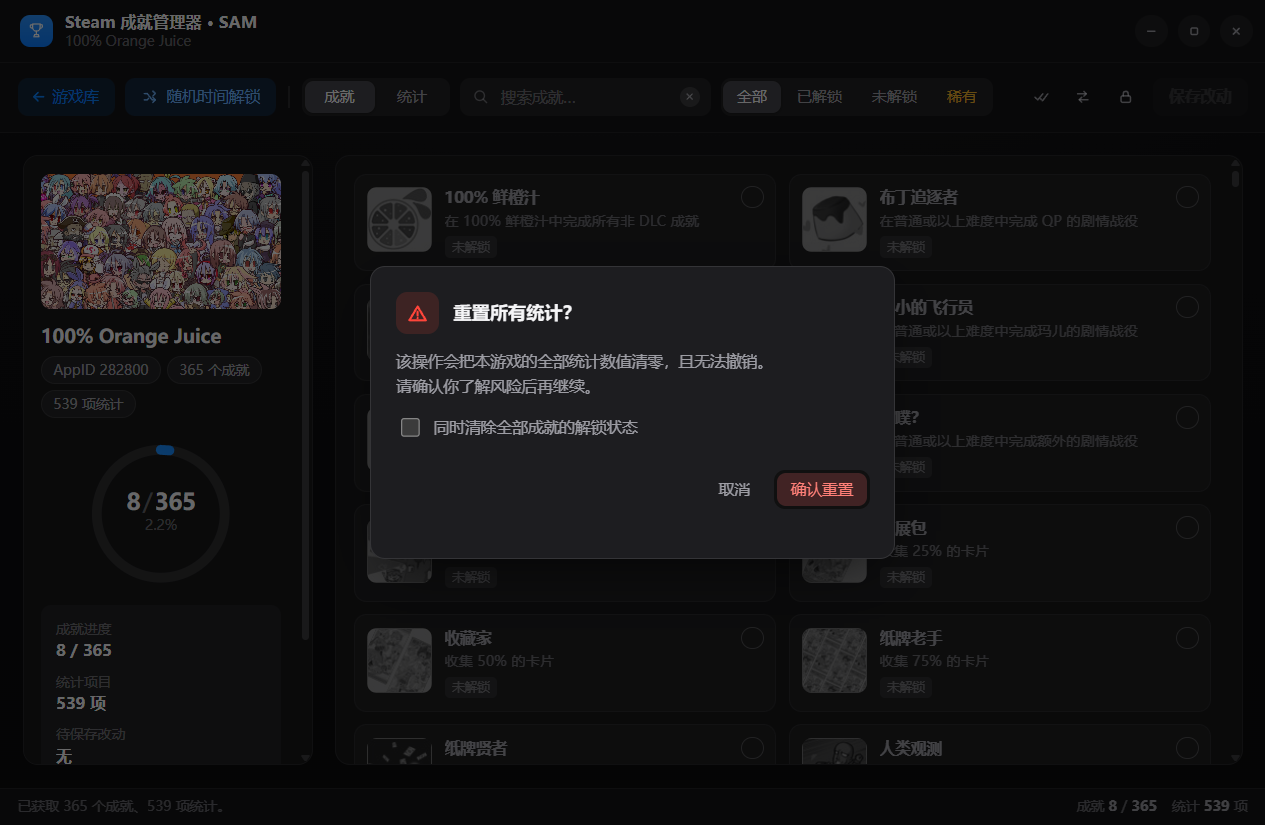 Steam 成就管理器 • SAM
100% Orange Juice
游戏库
随机时间解锁
成就
统计
搜索成就...
全部
已解锁
未解锁
稀有
保存改动
100% Orange Juice
AppID 282800
365 个成就
539 项统计
8/365
2.2%
成就进度
8 / 365
统计项目
539 项
待保存改动
无
100% 鲜橙汁
在 100% 鲜橙汁中完成所有非 DLC 成就
未解锁
布丁追逐者
在普通或以上难度中完成 QP 的剧情战役
未解锁
小的飞行员
普通或以上难度中完成玛儿的剧情战役
未解锁
噗?
普通或以上难度中完成额外的剧情战役
未解锁
重置所有统计?
该操作会把本游戏的全部统计数值清零，且无法撤销。
请确认你了解风险后再继续。
同时清除全部成就的解锁状态
取消
确认重置
未解锁
展包
收集 25% 的卡片
未解锁
收藏家
收集 50% 的卡片
未解锁
纸牌老手
收集 75% 的卡片
未解锁
纸牌贤者
人类观测
已获取 365 个成就、539 项统计。
成就 8 / 365
统计 539 项